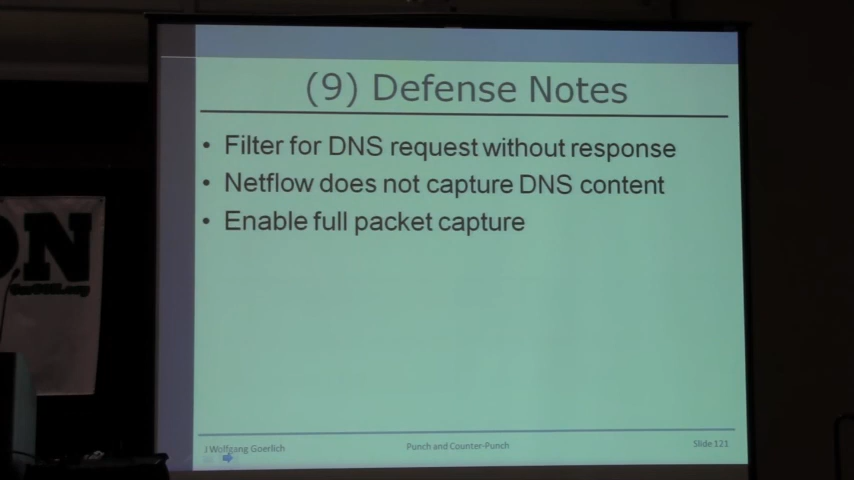 (9) Defense Notes
• Filter for DNS request without response
• Netflow does not capture DNS content
• Enable full packet capture
ON
J Wolfgang Goerlich
Punch and Counter-Punch
Slide 121